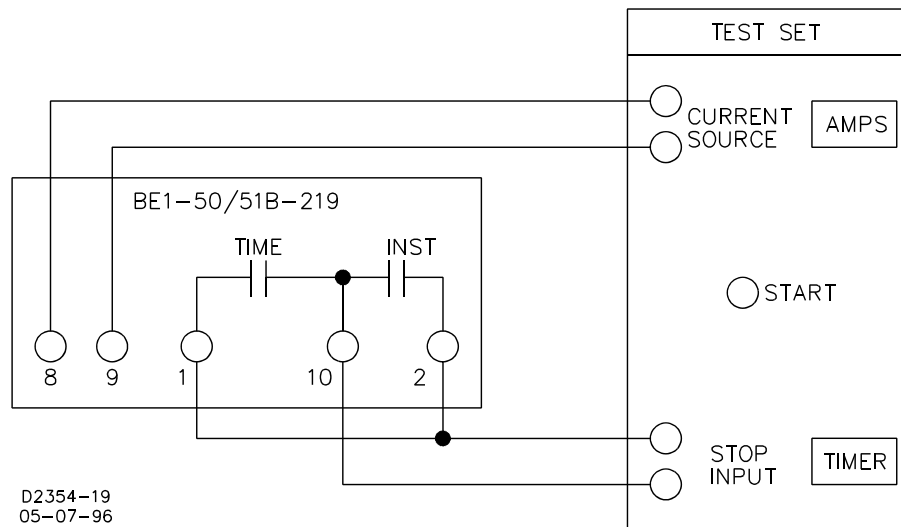 TEST SET
CURRENT
SOURCE
AMPS
BE1-50/51B-219
TIME
INST
START
8
9
1
10
2
STOP
INPUT
TIMER
D2354-19
05-07-96